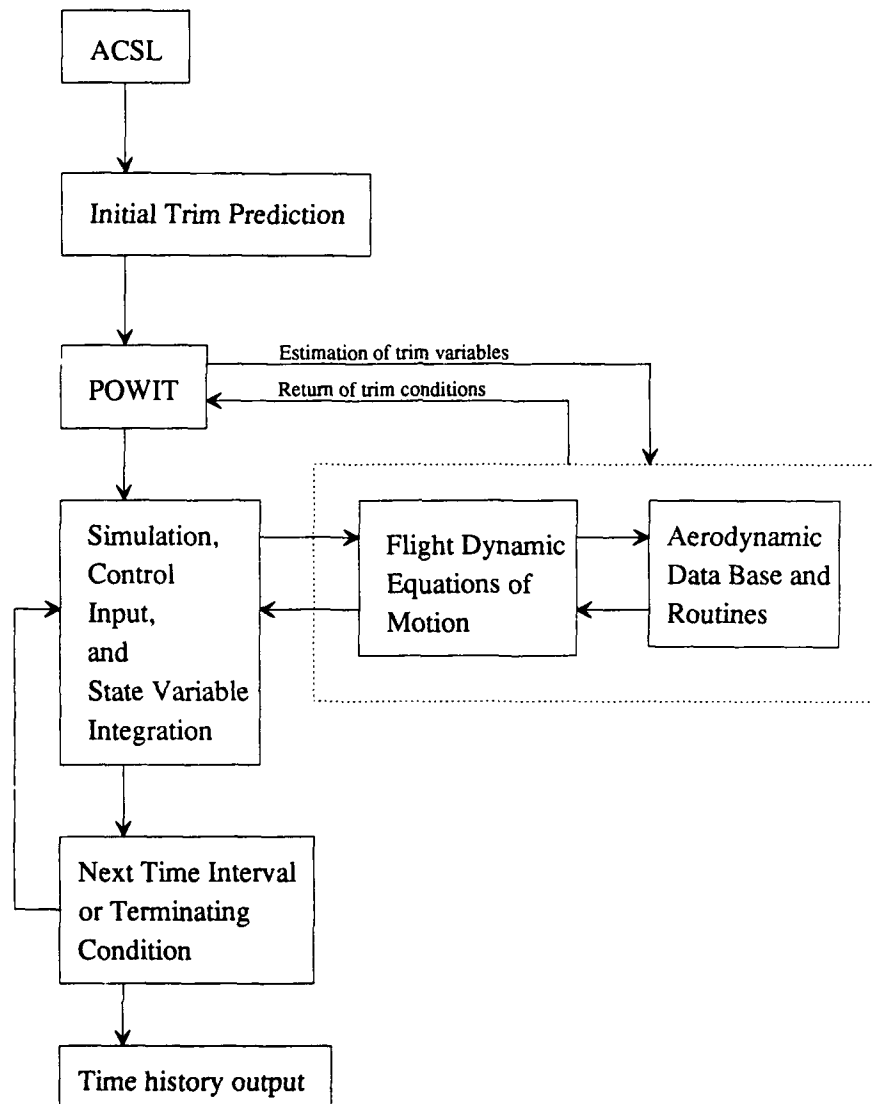 ACSL
Initial Trim Prediction
POWIT
Estimation of trim variables
Return of trim conditions
Simulation,
Control
Input,
and
State Variable
Integration
Flight Dynamic
Equations of
Motion
Aerodynamic
Data Base and
Routines
Next Time Interval
or Terminating
Condition
Time history output